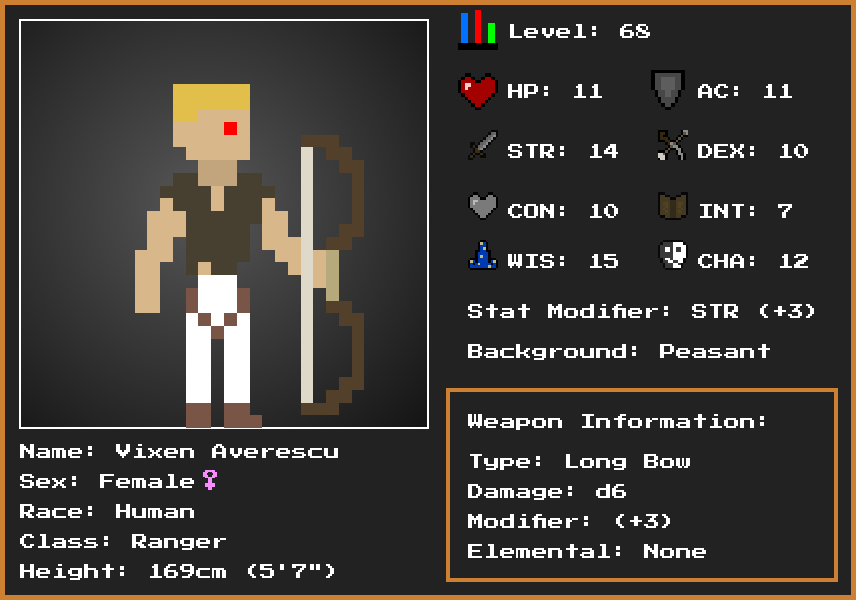 Level: 68
HP: 11 AC: 11
STR: 14 DEX: 10
CON: 10 INT: 7
WIS: 15 CHA: 12
Stat Modifier: STR (+3)
Background: Peasant
Weapon Information:
Type: Long Bow
Damage: d6
Modifier: (+3)
Elemental: None
Name: Vixen Averescu
Sex: Female♀
Race: Human
Class: Ranger
Height: 169cm (5'7")